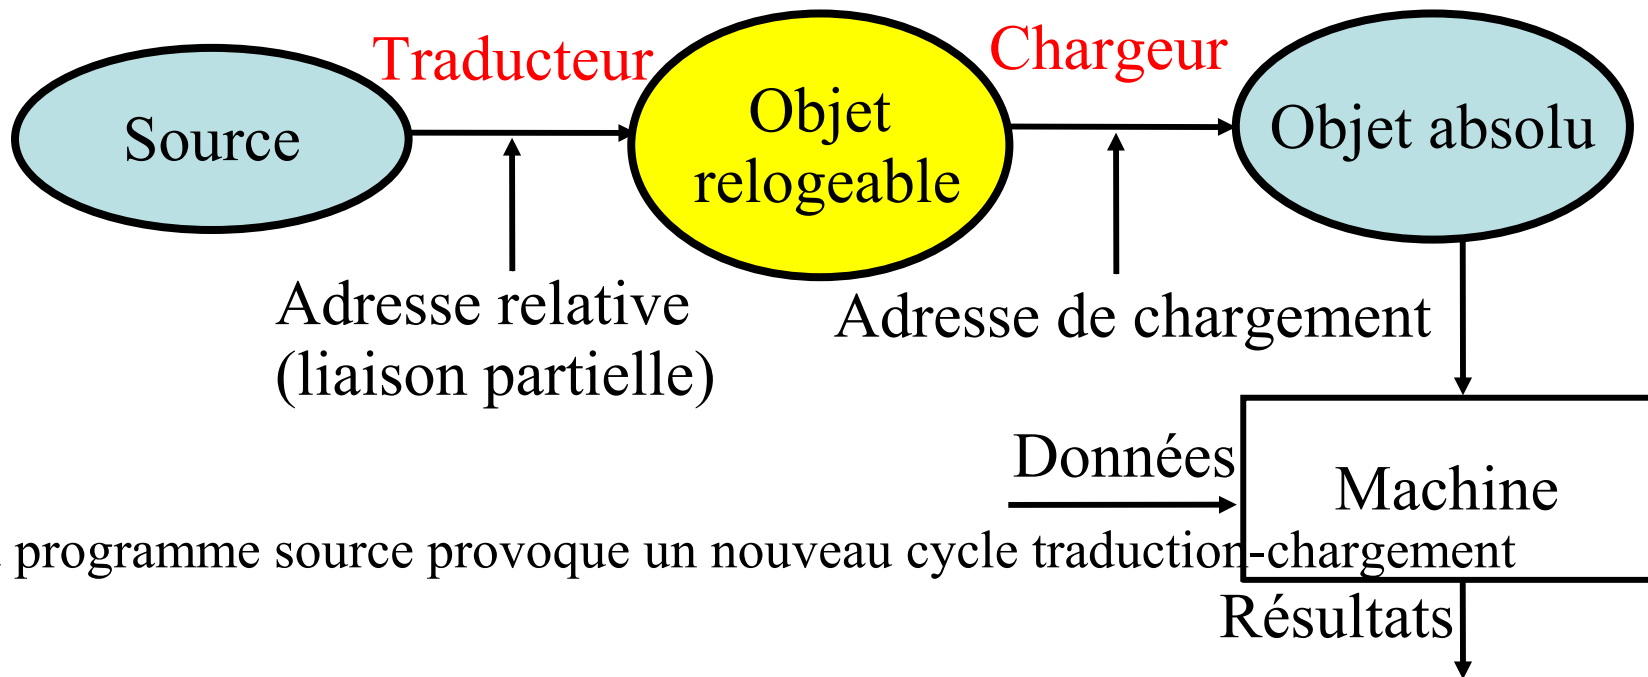 Traducteur
Chargeur
Source
Objet
relogeable
Objet absolu
Adresse relative
(liaison partielle)
Adresse de chargement
Données
Machine
programme source provoque un nouveau cycle traduction-chargement
Résultats